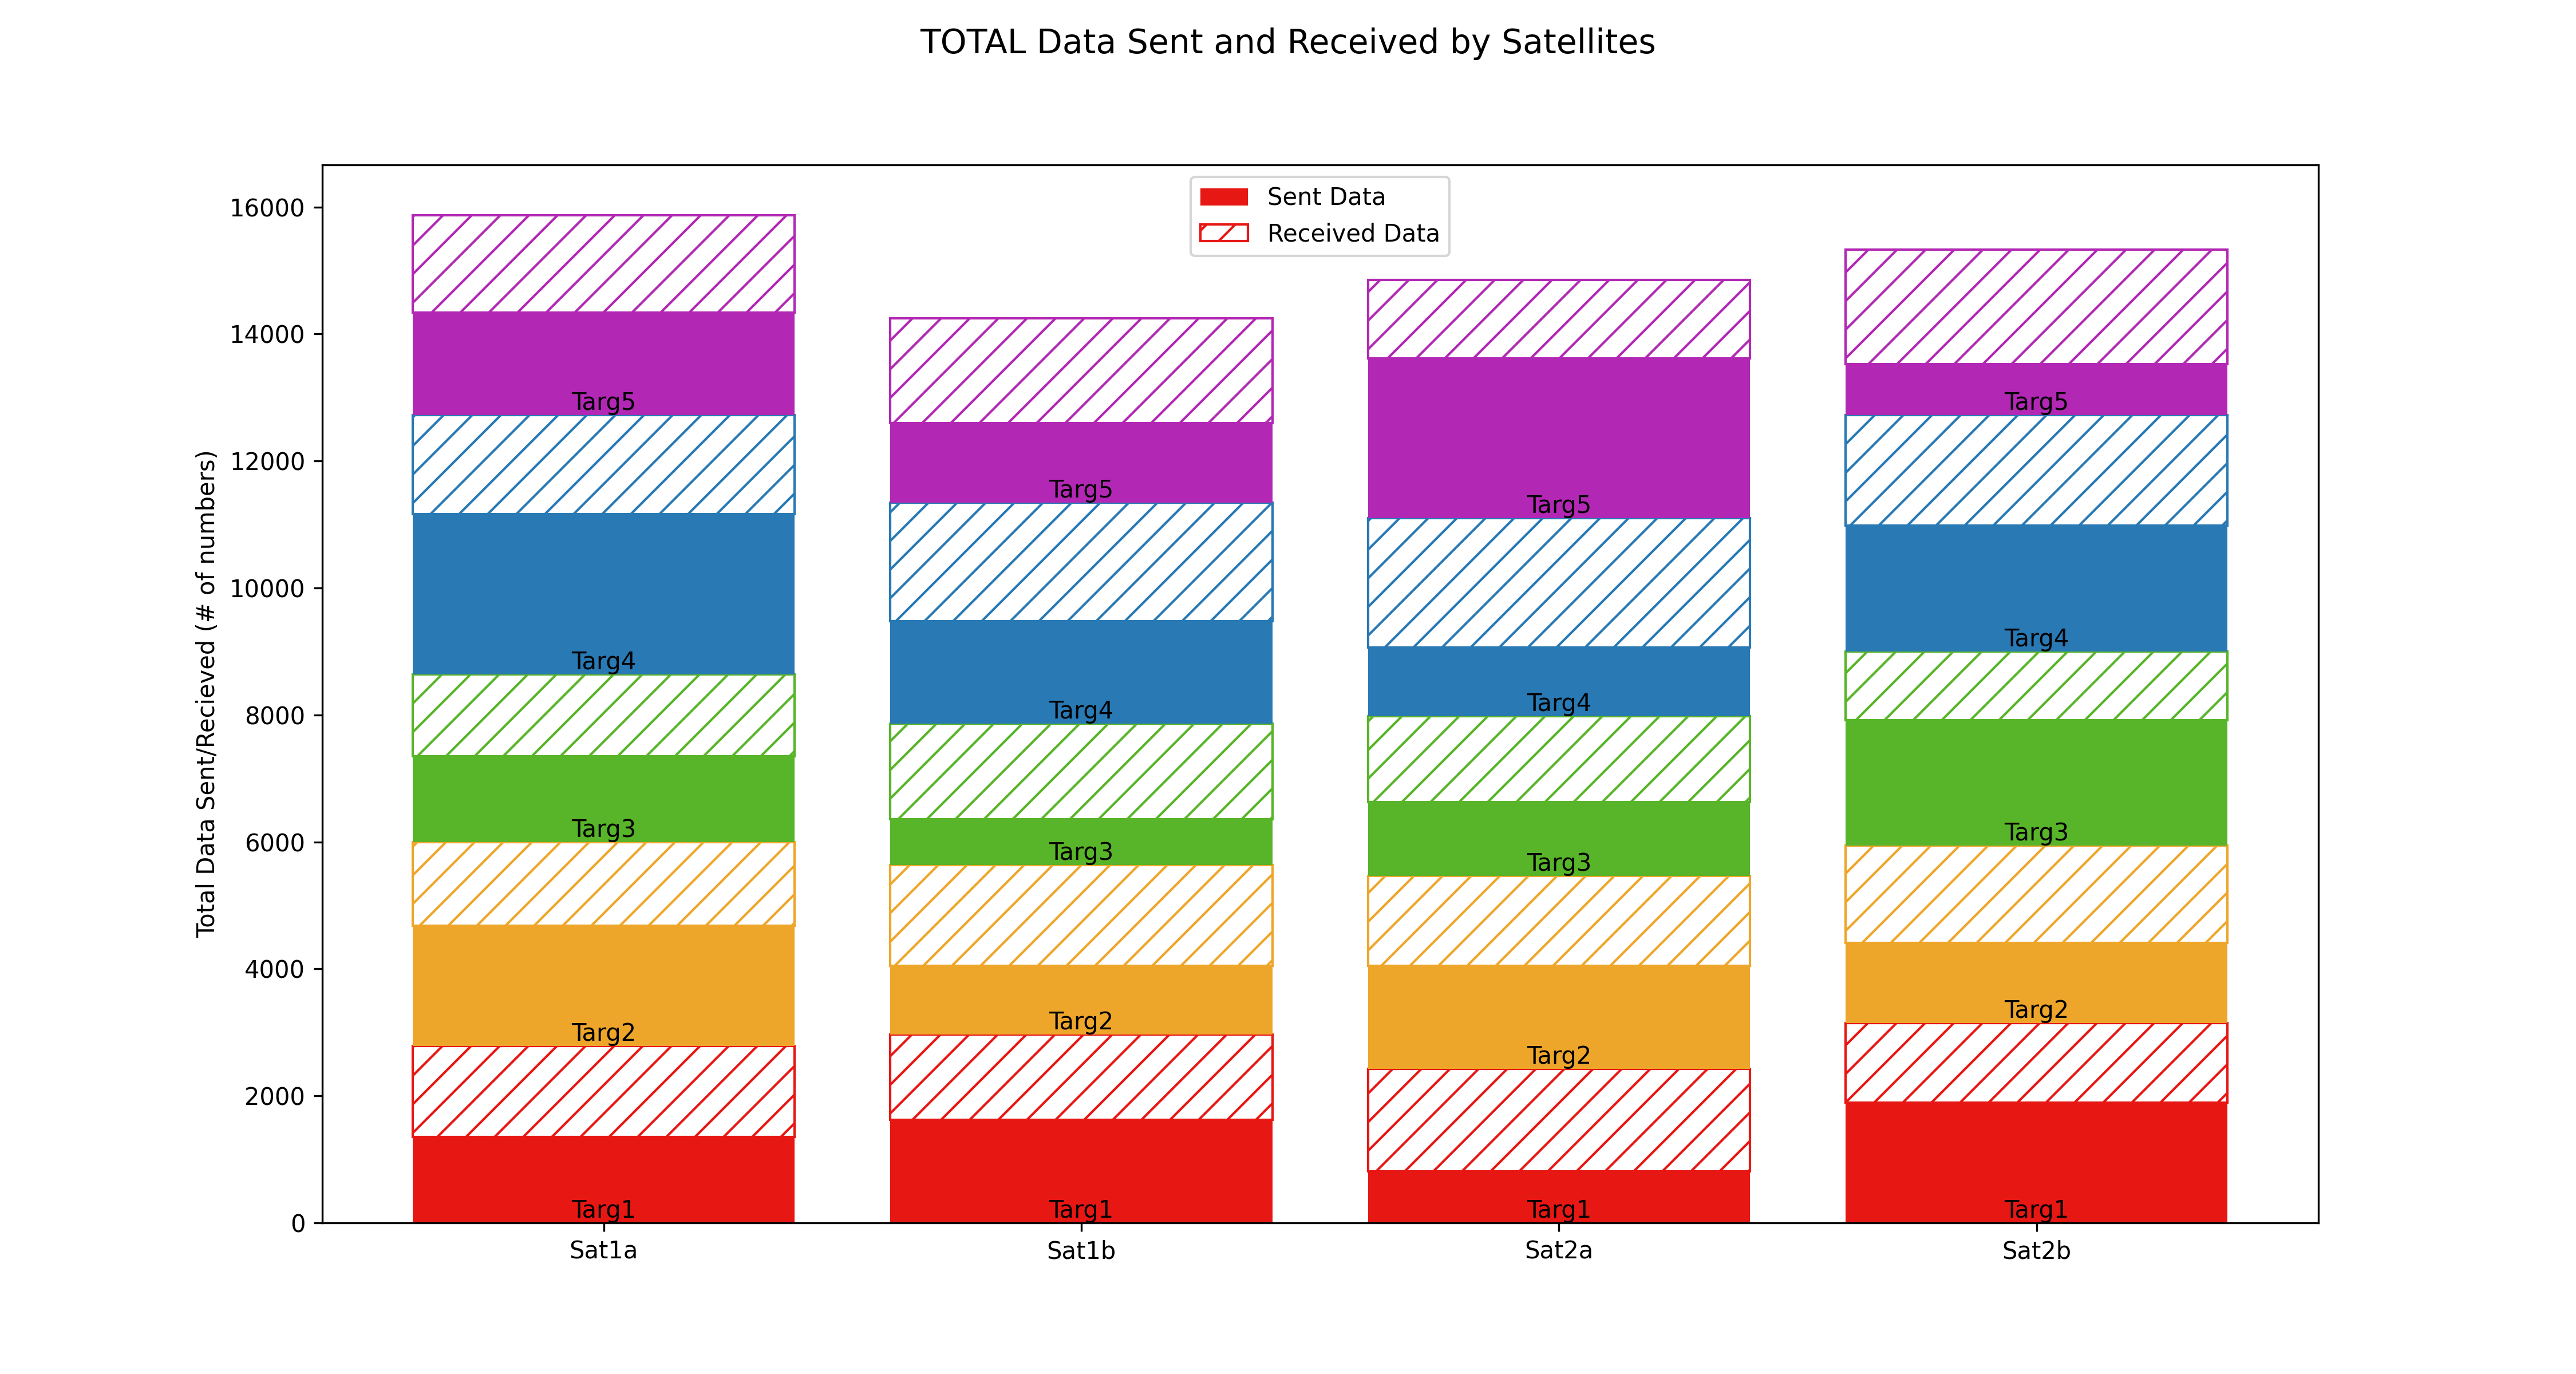 TOTAL Data Sent and Received by Satellites
Sent Data
Received Data
Total Data Sent/Recieved (# of numbers)
16000
14000
12000
10000
8000
6000
4000
2000
0
Targ5
Targ4
Targ3
Targ2
Targ1
Targ5
Targ4
Targ3
Targ2
Targ1
Targ5
Targ4
Targ3
Targ2
Targ1
Targ5
Targ4
Targ3
Targ2
Targ1
Sat1a
Sat1b
Sat2a
Sat2b